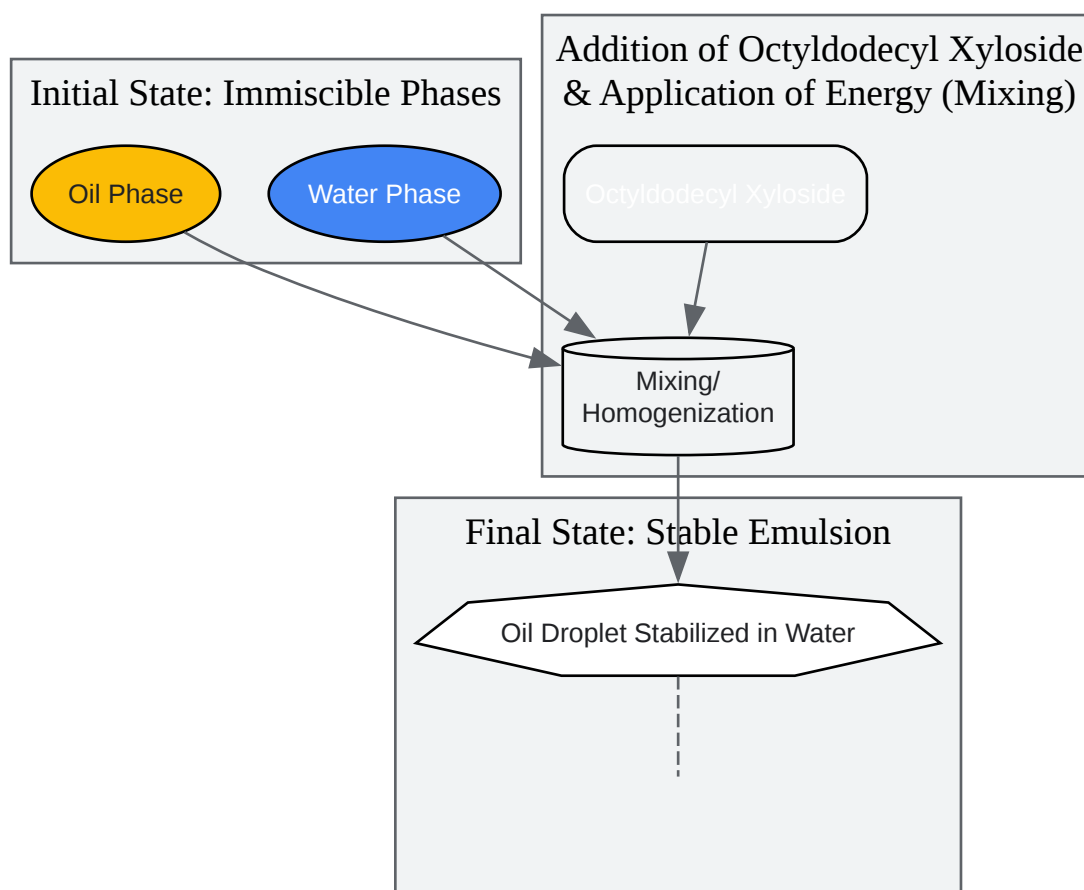 Initial State: Immiscible Phases
Oil Phase
Water Phase
Addition of Octyldodecyl Xyloside
& Application of Energy (Mixing)
Octyldodecyl Xyloside
Mixing/
Homogenization
Final State: Stable Emulsion
Oil Droplet Stabilized in Water